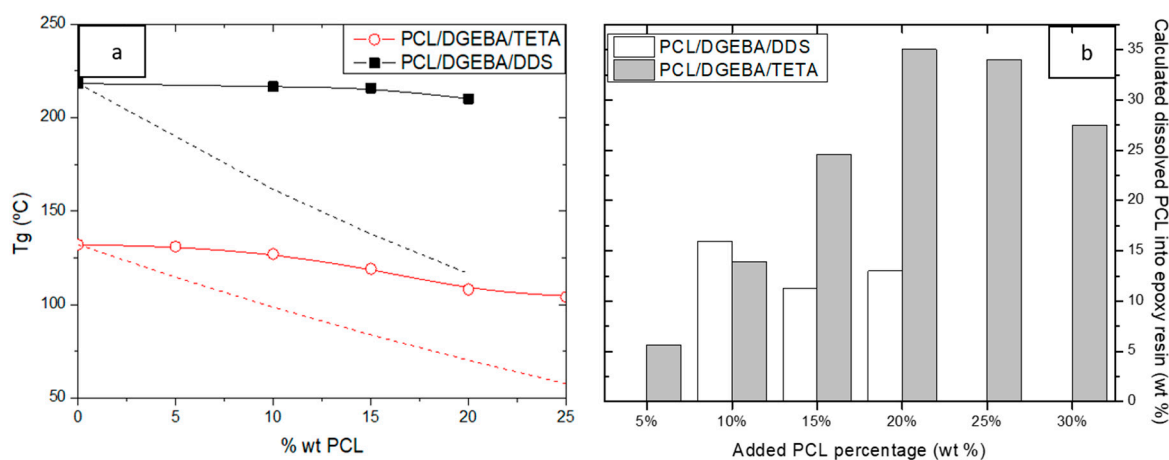 a
PCL/DGEBA/TETA
PCL/DGEBA/DDS
250
200
150
100
50
Tg (ºC)
0
5
10
15
20
25
% wt PCL
b
PCL/DGEBA/DDS
PCL/DGEBA/TETA
35
30
25
20
15
10
5
0
Calculated dissolved PCL into epoxy resin (wt %)
5%
10%
15%
20%
25%
30%
Added PCL percentage (wt %)